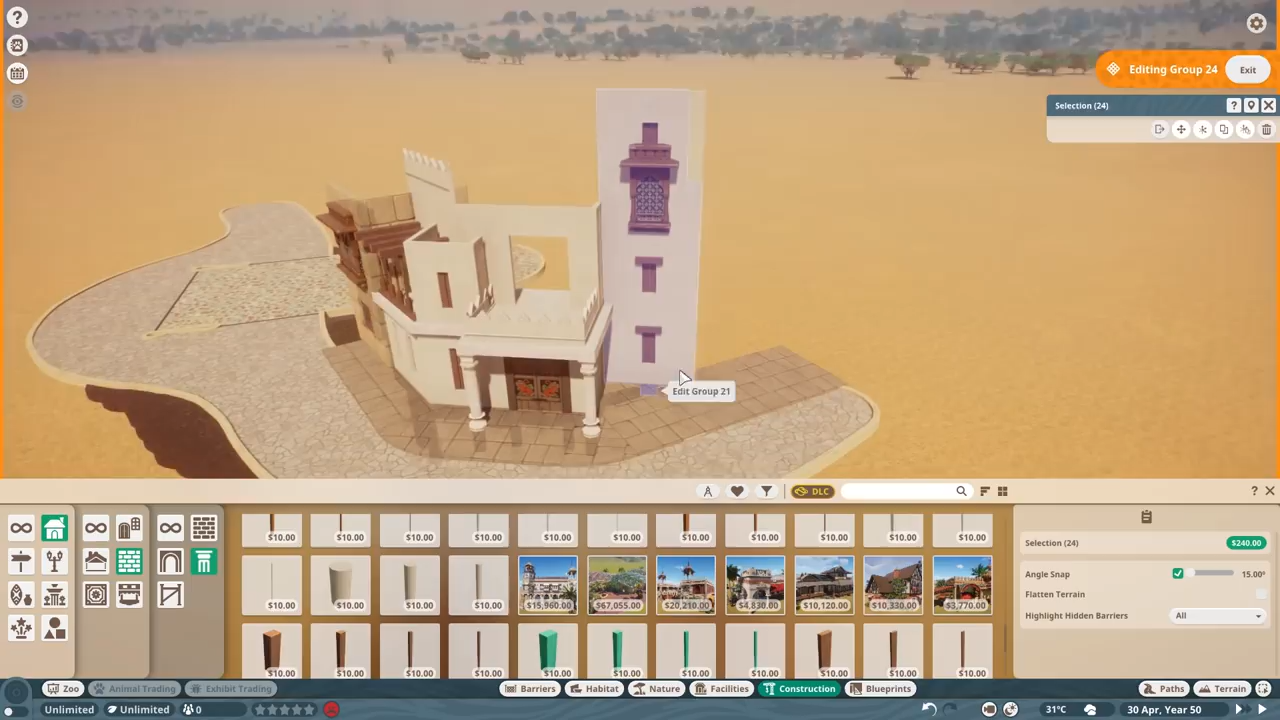 ?
Editing Group 24
Exit
Selection (24)
?
Edit Group 21
DLC
?
$10.00 $10.00 $10.00 $10.00 $10.00 $10.00 $10.00 $10.00 $10.00 $10.00 $10.00
Selection (24)
$240.00
Angle Snap
15.00°
Flatten Terrain
$10.00 $10.00 $10.00 $10.00 $15,960.00 $67,055.00 $20,210.00 $4,830.00 $10,120.00 $10,330.00 $3,770.00
Highlight Hidden Barriers
All
$10.00 $10.00 $10.00 $10.00 $10.00 $10.00 $10.00 $10.00 $10.00 $10.00 $10.00
Zoo
Animal Trading
Exhibit Trading
Barriers
Habitat
Nature
Facilities
Construction
Blueprints
Paths
Terrain
Unlimited
Unlimited
0
31°C
30 Apr, Year 50